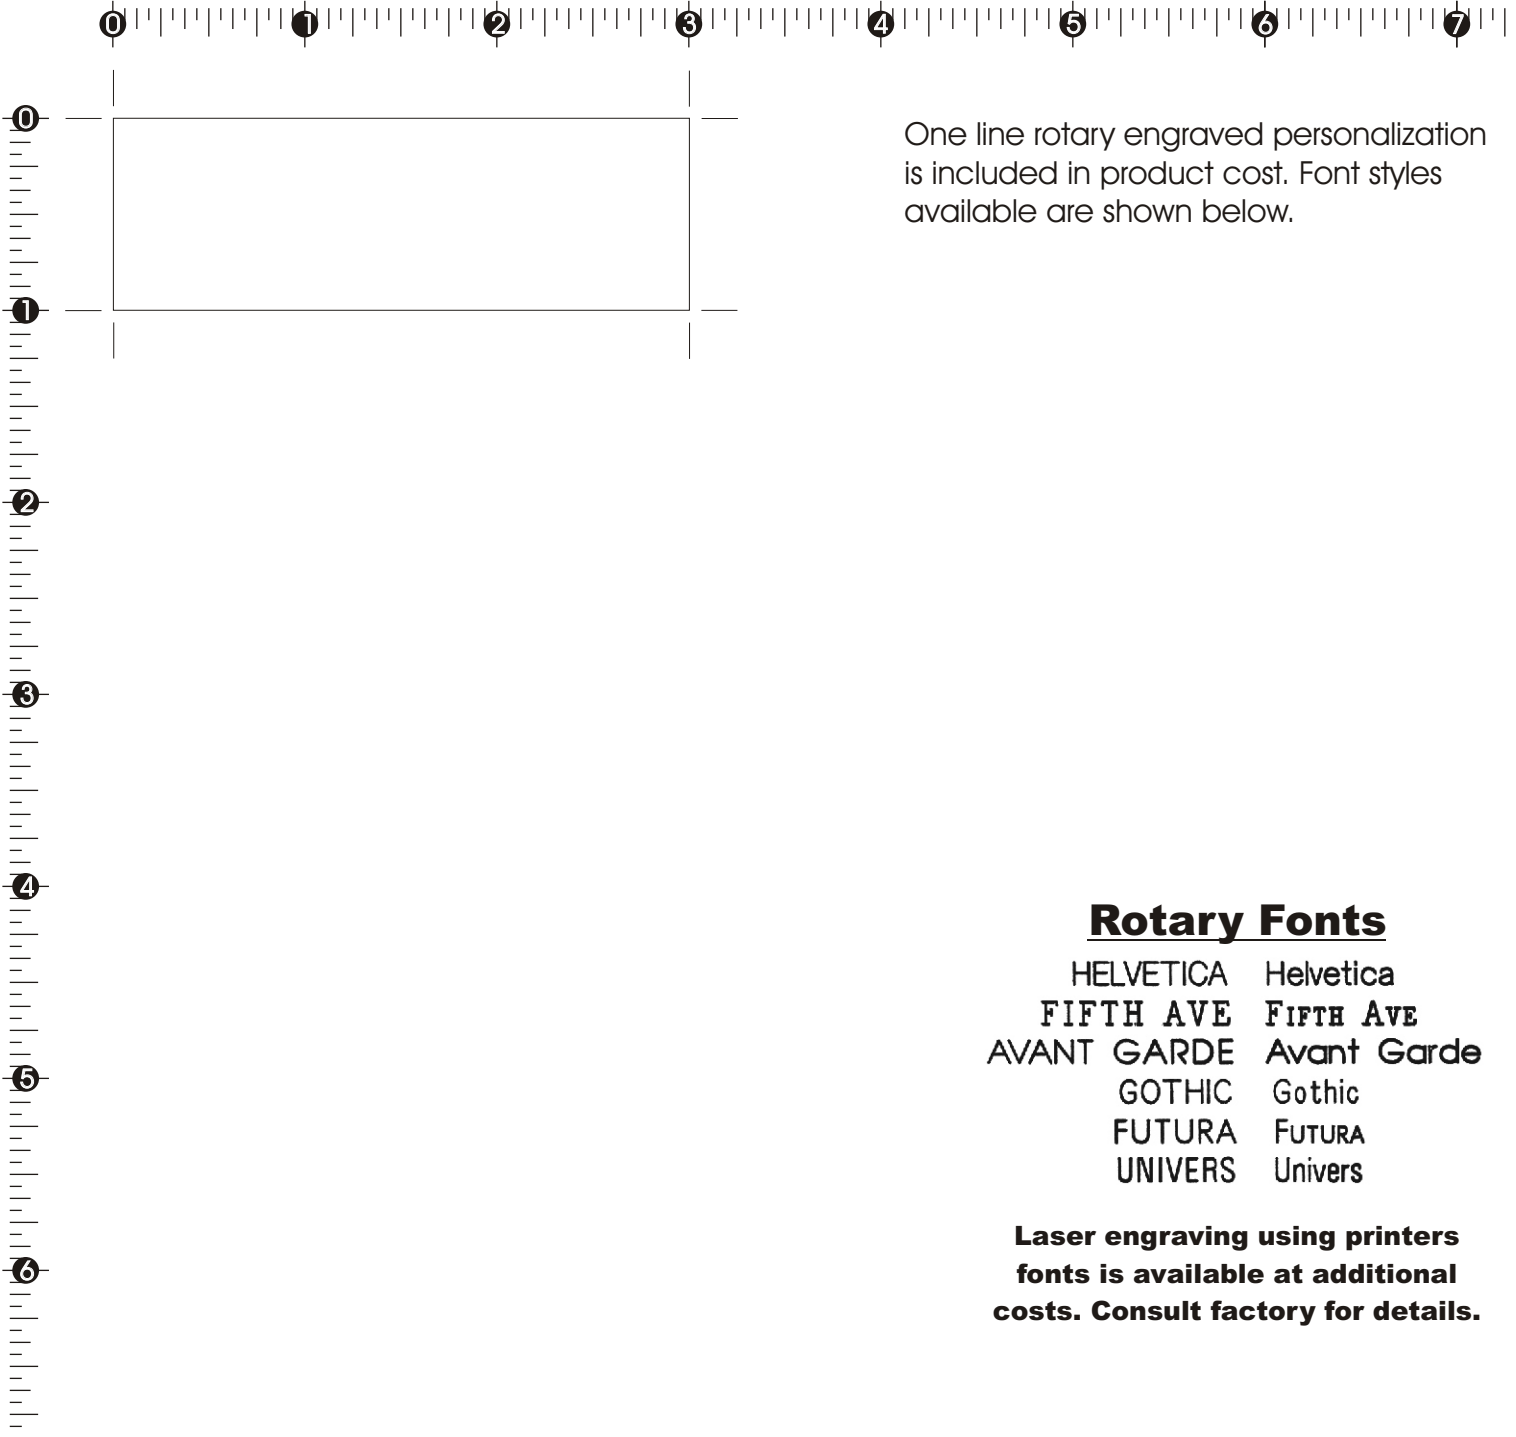 0 1 2 3 4 5 6 7
0
One line rotary engraved personalization
is included in product cost. Font styles
available are shown below.
1
2
3
4
Rotary Fonts
HELVETICA Helvetica
FIFTH AVE FIFTH AVE
AVANT GARDE Avant Garde
5
GOTHIC Gothic
FUTURA FUTURA
UNIVERS Univers
Laser engraving using printers
6
fonts is available at additional
costs. Consult factory for details.